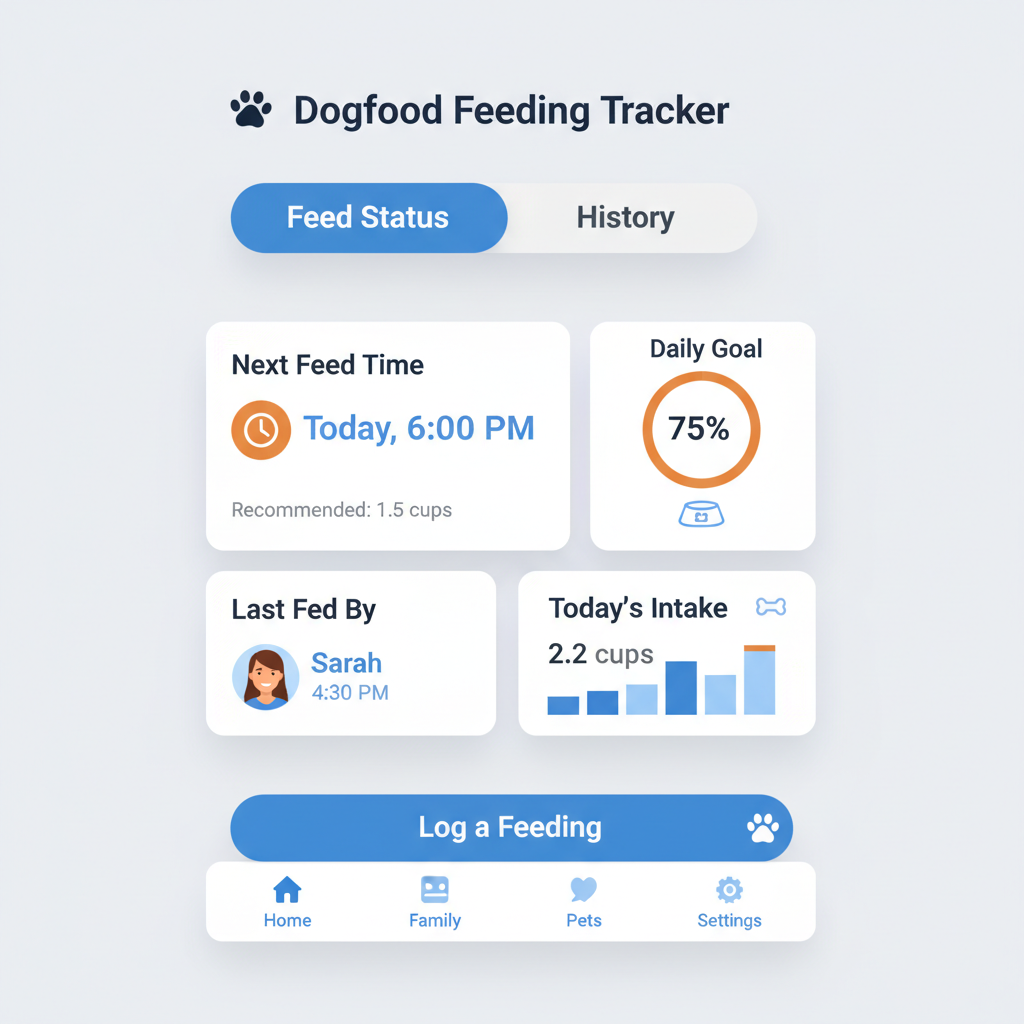 Dogfood Feeding Tracker
Feed Status
History
Next Feed Time
Today, 6:00 PM
Recommended: 1.5 cups
Daily Goal
75%
Last Fed By
Sarah
4:30 PM
Today's Intake
2.2 cups
Log a Feeding
Home
Family
Pets
Settings